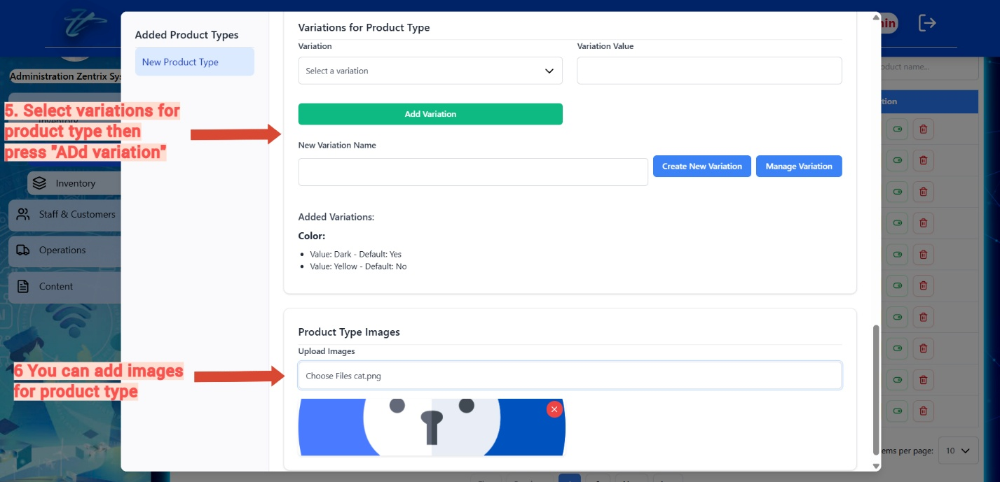 Added Product Types
New Product Type
Administration Zentrix Sys
Inventory
Inventory
Staff & Customers
Operations
Content
5. Select variations for
product type then
press "ADd variation"
6 You can add images
for product type
Variations for Product Type
Variation
Variation Value
Select a variation
Add Variation
New Variation Name
Create New Variation
Manage Variation
Added Variations:
Color:
Value: Dark - Default: Yes
Value: Yellow - Default: No
Product Type Images
Upload Images
Choose Files cat.png
in
duct name...
tion
ems per page:
10